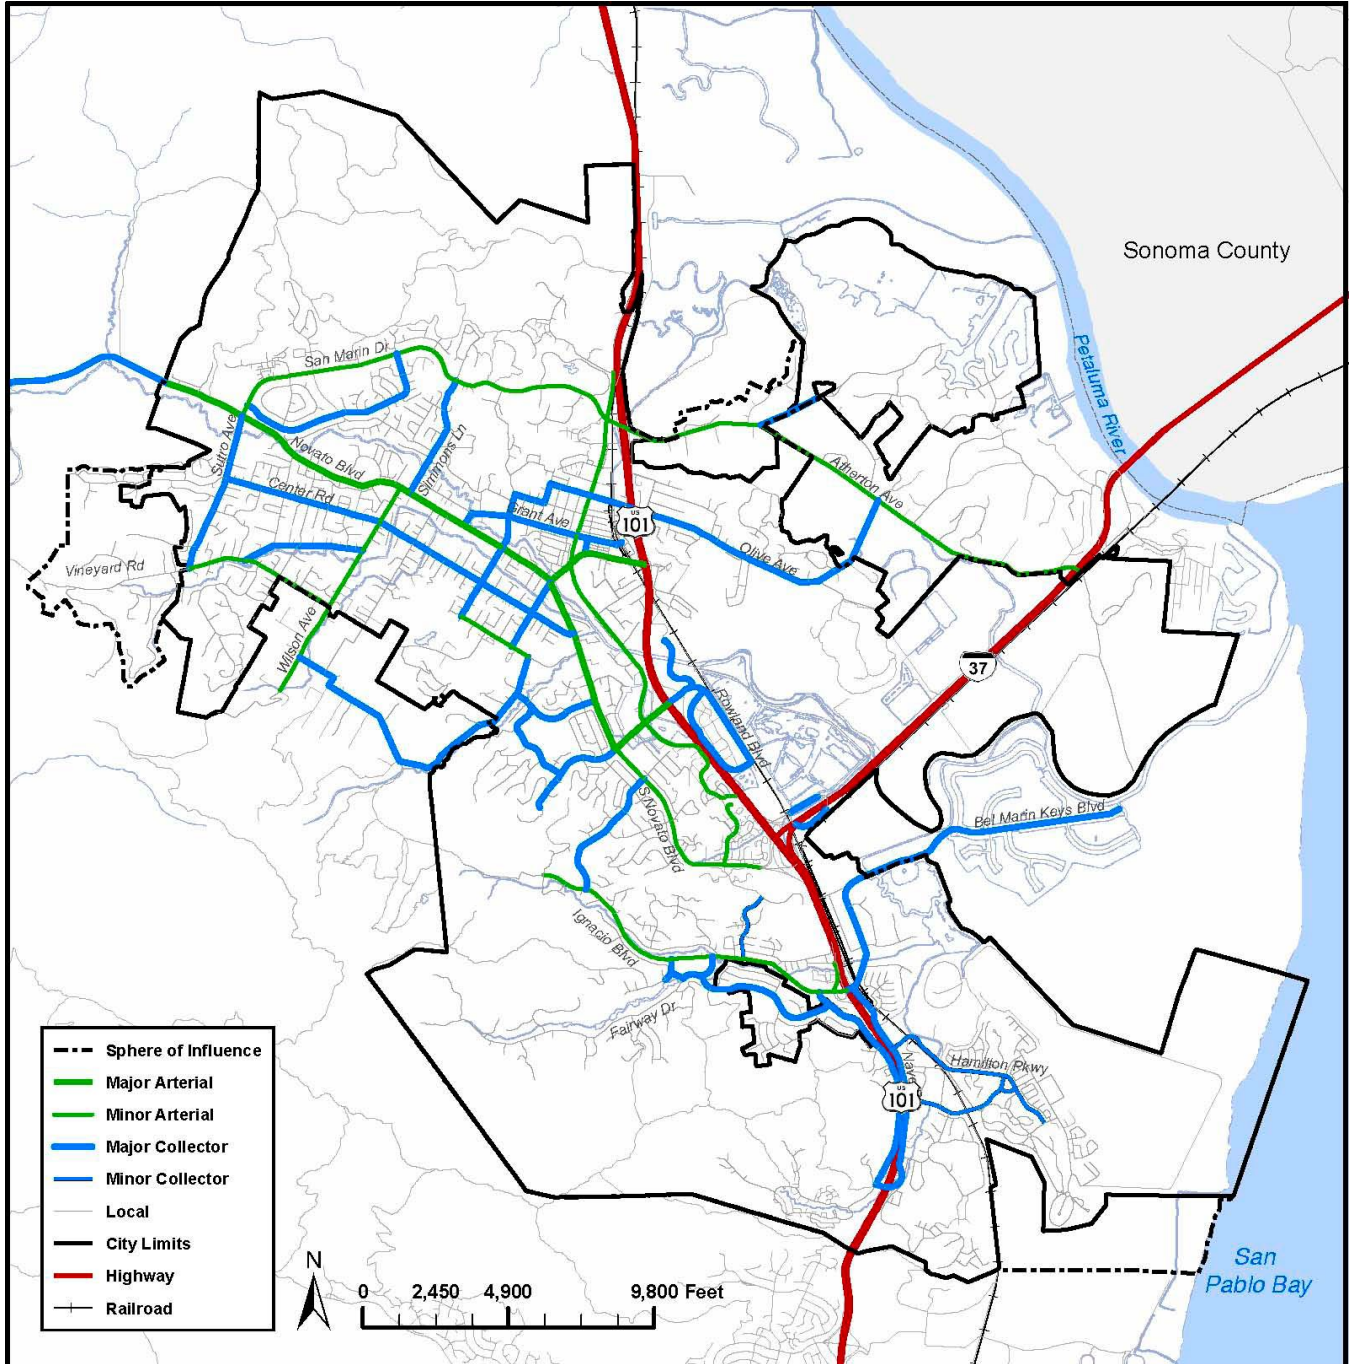 Sonoma County
Petaluma River
San Marin Dr
Sutro Ave
Novato Blvd
Simmons Ln
Center Rd
Grant Ave
US
101
Atherton Ave
Olive Ave
Vineyard Rd
Wilson Ave
37
Rowland Blvd
S Novato Blvd
Bel Marin Keys Blvd
Ignacio Blvd
Fairway Dr
Nave
Hamilton Pkwy
US
101
Sphere of Influence
Major Arterial
Minor Arterial
Major Collector
Minor Collector
Local
City Limits
Highway
Railroad
N
0 2,450 4,900 9,800 Feet
San
Pablo Bay